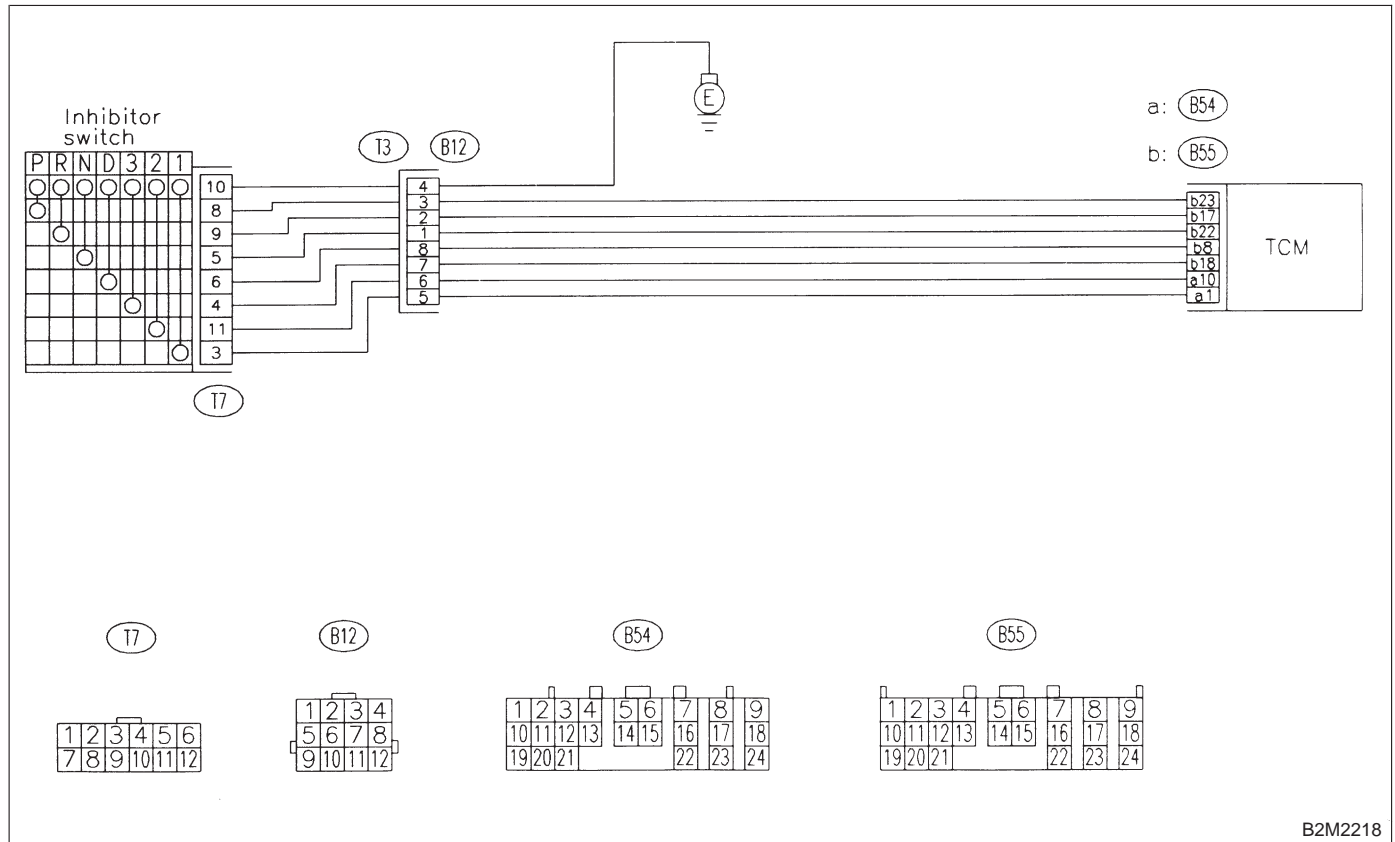 Inhibitor
switch
P R N D 3 2 1
10
8
9
5
6
4
11
3
T7
T3 B12
4
3
2
1
8
7
6
5
E
a: B54
b: B55
b23
b17
b22
b8
b18
a10
a1
TCM
T7
1 2 3 4 5 6
7 8 9 10 11 12
B12
1 2 3 4
5 6 7 8
9 10 11 12
B54
1 2 3 4 5 6 7 8 9
10 11 12 13 14 15 16 17 18
19 20 21 22 23 24
B55
1 2 3 4 5 6 7 8 9
10 11 12 13 14 15 16 17 18
19 20 21 22 23 24
B2M2218